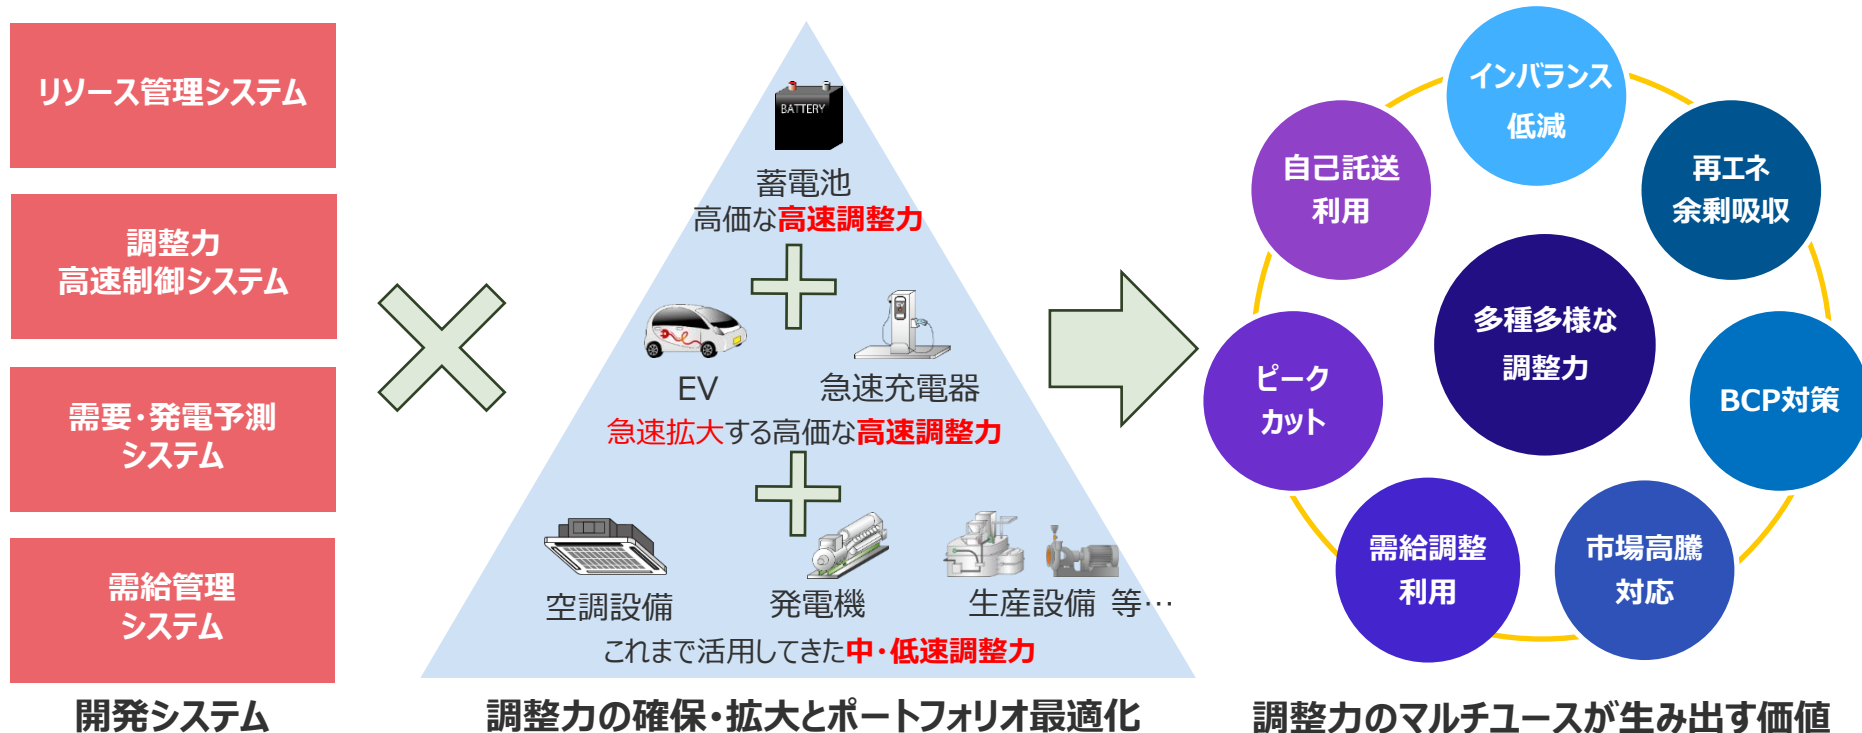 リソース管理システム
調整力
高速制御システム
需要・発電予測
システム
需給管理
システム
開発システム
BATTERY
蓄電池
高価な高速調整力
EV
急速充電器
急速拡大する高価な高速調整力
空調設備
発電機
生産設備 等…
これまで活用してきた中・低速調整力
調整力の確保・拡大とポートフォリオ最適化
インバランス
低減
再エネ
余剰吸収
BCP対策
市場高騰
対応
需給調整
利用
ピーク
カット
自己託送
利用
多種多様な
調整力
調整力のマルチユースが生み出す価値